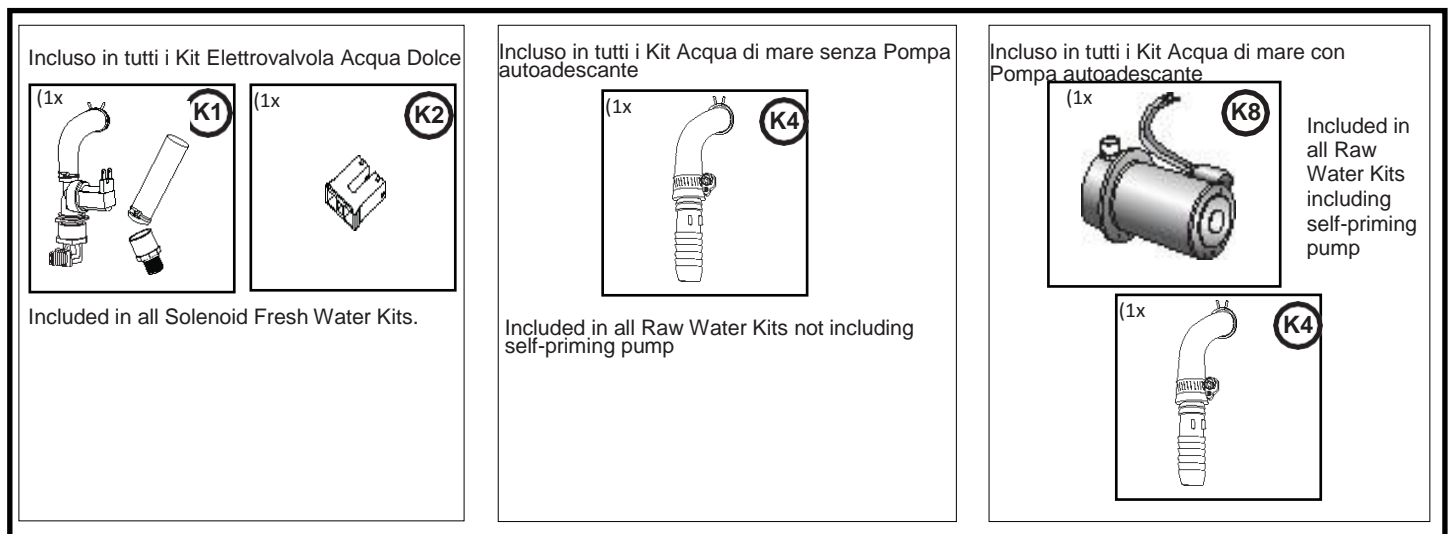 Incluso in tutti i Kit Elettrovalvola Acqua Dolce
(1x
K1
(1x
K2
Included in all Solenoid Fresh Water Kits.
Incluso in tutti i Kit Acqua di mare senza Pompa
autoadescante
(1x
K4
Included in all Raw Water Kits not including
self-priming pump
Incluso in tutti i Kit Acqua di mare con
Pompa autoadescante
(1x
K8
Included in
all Raw
Water Kits
including
self-priming
pump
(1x
K4